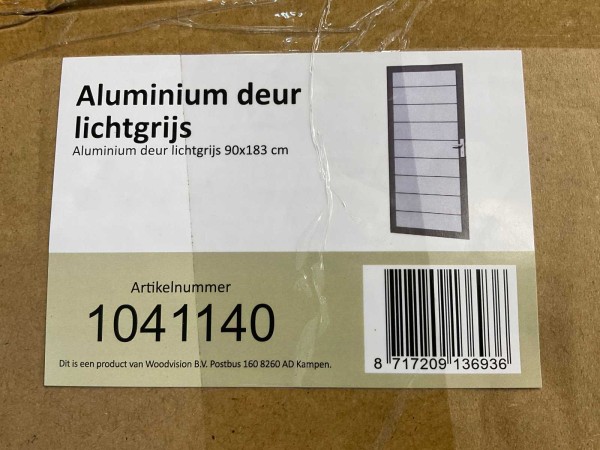 Aluminium deur
lichtgrijs
Aluminium deur lichtgrijs 90x183 cm
Artikelnummer
1041140
Dit is een product van Woodvision B.V. Postbus 160 8260 AD Kampen.
8 717209 136936